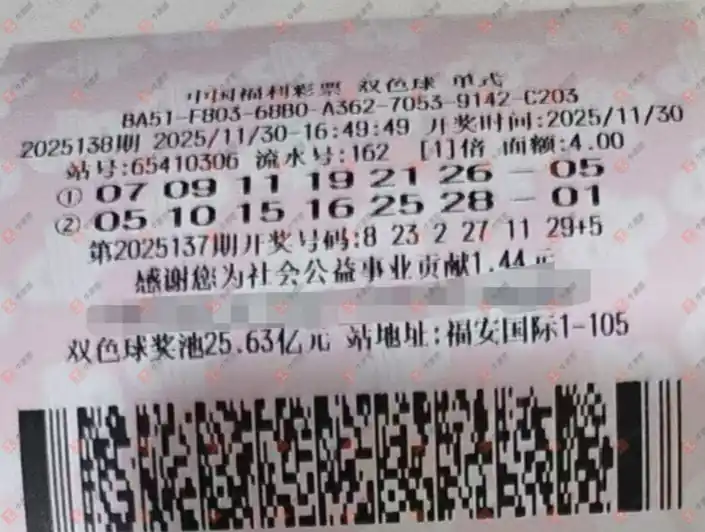 中国福利彩票 双色球 单式
BA51-F803-68B0-A362-7053-9142-C203
2025138期 2025/11/30-16:49:49 开奖时间:2025/11/30
站号:65410306 流水号:162 [1]倍 面额:4.00
① 07 09 11 19 21 26 - 05
② 05 10 15 16 25 28 - 01
第2025137期开奖号码:8 23 2 27 11 29+5
感谢您为社会公益事业贡献1.44元
双色球奖池25.63亿元 站地址:福安国际1-105